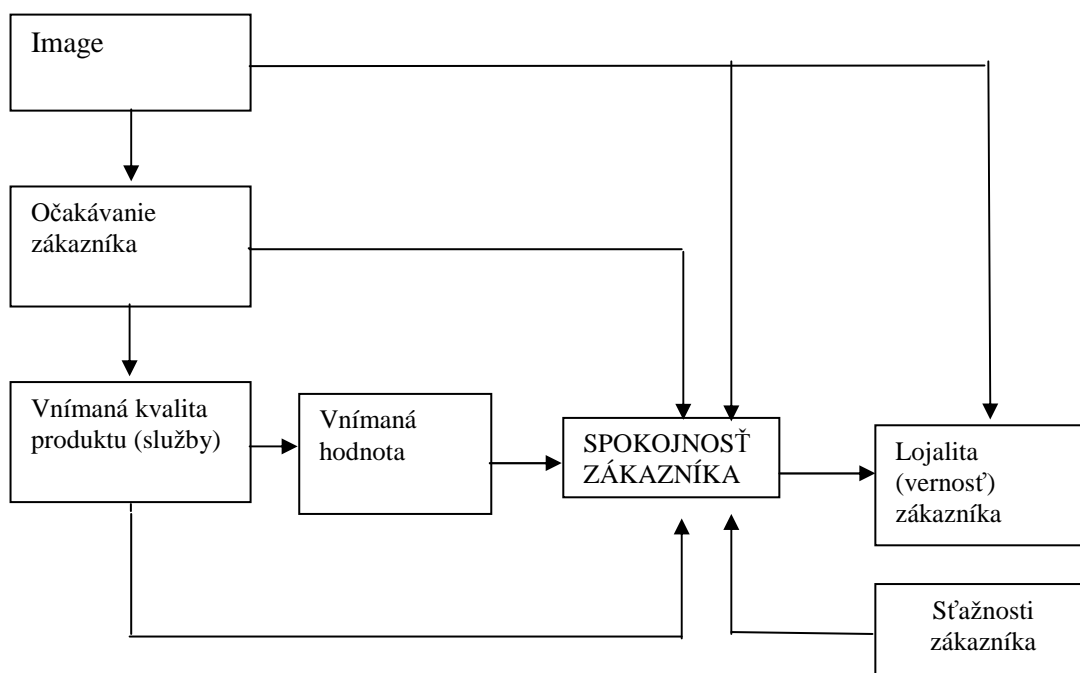 Image
Očakávanie
zákazníka
Vnímaná kvalita
produktu (služby)
Vnímaná
hodnota
SPOKOJNOSŤ
ZÁKAZNÍKA
Lojalita
(vernosť)
zákazníka
Sťažnosti
zákazníka